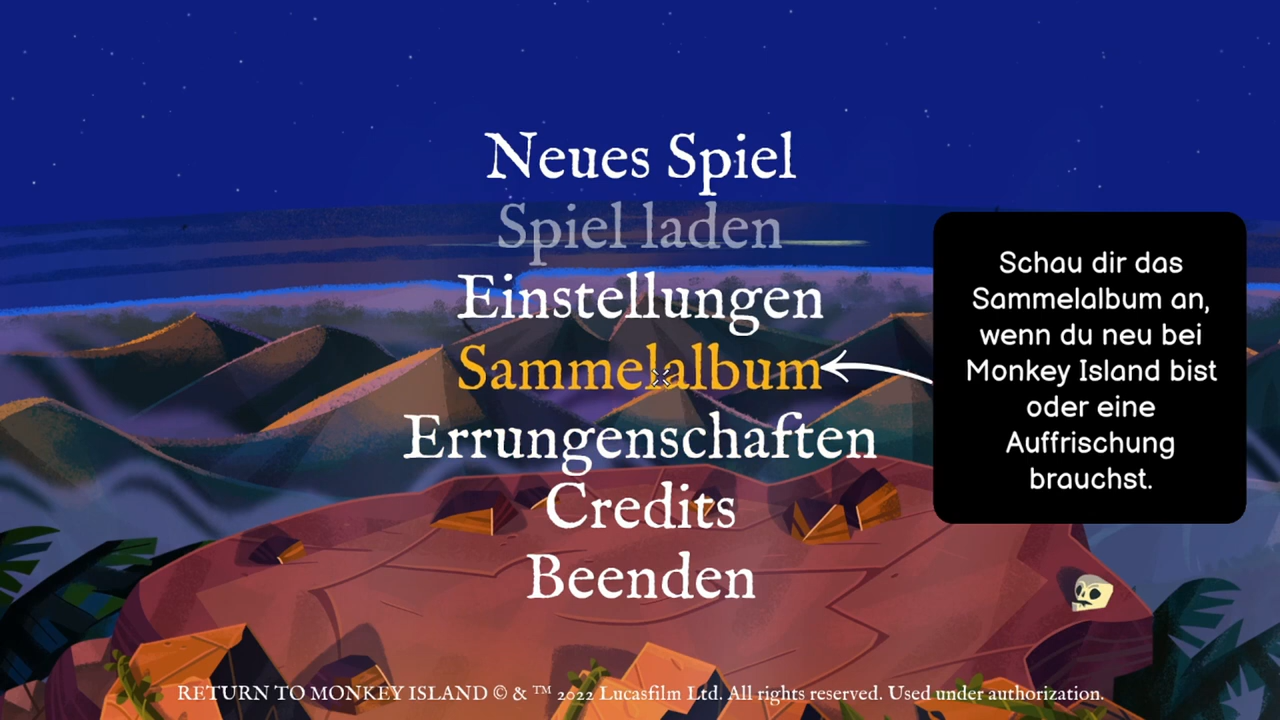 Neues Spiel
Spiel laden
Einstellungen
Sammelalbum
Errungenschaften
Credits
Beenden
Schau dir das
Sammelalbum an,
wenn du neu bei
Monkey Island bist
oder eine
Auffrischung
brauchst.
RETURN TO MONKEY ISLAND © & ™ 2022 Lucasfilm Ltd. All rights reserved. Used under authorization.